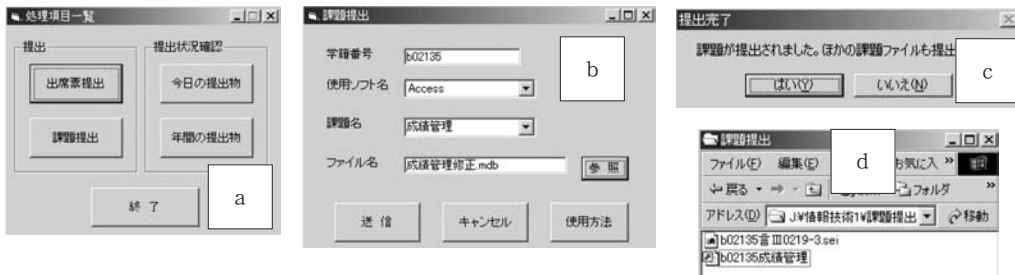 処理項目一覧
提出
提出状況確認
出席票提出
今日の提出物
課題提出
年間の提出物
終 了
a
課題提出
学籍番号
b02135
使用ソフト名
Access
課題名
成績管理
ファイル名
成績管理修正.mdb
参 照
送 信
キャンセル
使用方法
b
提出完了
課題が提出されました。ほかの課題ファイルも提出
はい(Y)
いいえ(N)
c
課題提出
ファイル(F) 編集(E) お気に入 »
戻る フォルダ »
アドレス(D) J:¥情報技術1¥課題提出 移動
b02135言Ⅲ0219-3.sei
b02135成績管理
d